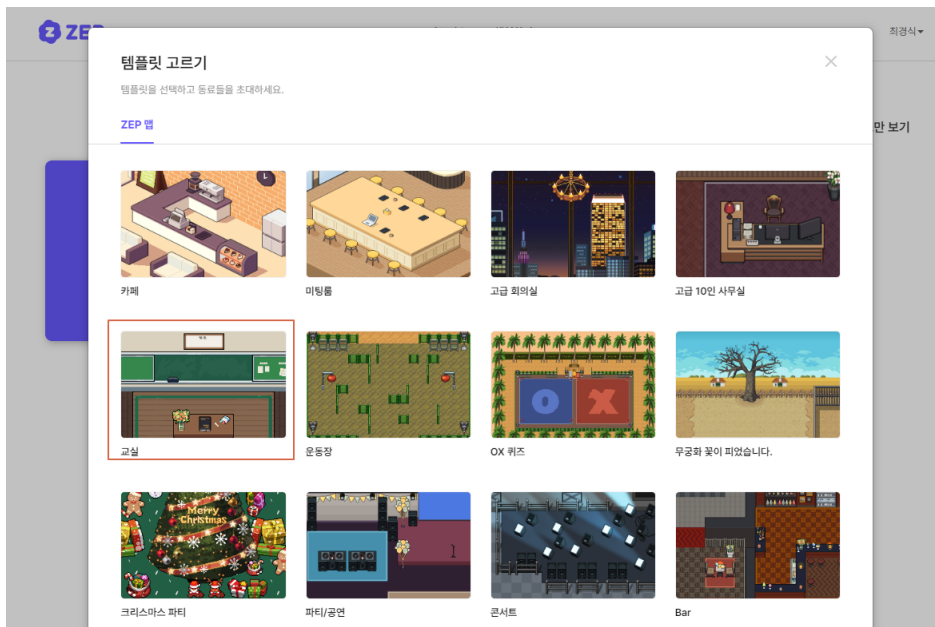 ZEP
최경식
템플릿 고르기
템플릿을 선택하고 동료들을 초대하세요.
ZEP 맵
만 보기
카페
미팅룸
고급 회의실
고급 10인 사무실
교실
운동장
O X
OX 퀴즈
무궁화 꽃이 피었습니다.
Merry
Christmas
크리스마스 파티
파티/공연
콘서트
Bar